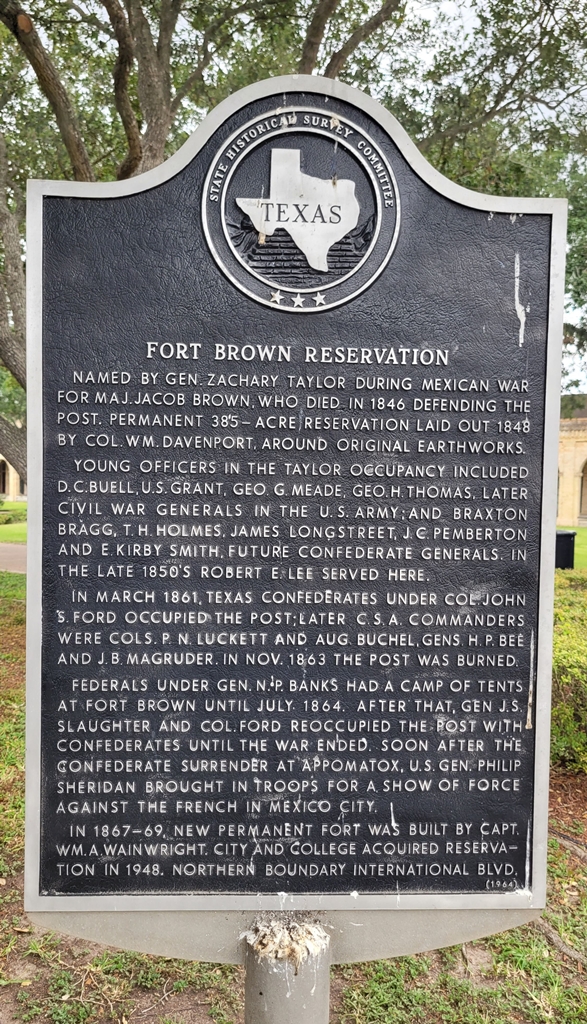 STATE HISTORICAL SURVEY COMMITTEE
TEXAS
FORT BROWN RESERVATION
NAMED BY GEN. ZACHARY TAYLOR DURING MEXICAN WAR
FOR MAJ. JACOB BROWN, WHO DIED IN 1846 DEFENDING THE
POST. PERMANENT 385-ACRE RESERVATION LAID OUT 1848
BY COL. WM. DAVENPORT, AROUND ORIGINAL EARTHWORKS.
YOUNG OFFICERS IN THE TAYLOR OCCUPANCY INCLUDED
D.C. BUELL, U.S. GRANT, GEO. G. MEADE, GEO. H. THOMAS, LATER
CIVIL WAR GENERALS IN THE U.S. ARMY; AND BRAXTON
BRAGG, T.H. HOLMES, JAMES LONGSTREET, J.C. PEMBERTON
AND E. KIRBY SMITH, FUTURE CONFEDERATE GENERALS. IN
THE LATE 1850'S ROBERT E. LEE SERVED HERE.
IN MARCH 1861, TEXAS CONFEDERATES UNDER COL. JOHN
S. FORD OCCUPIED THE POST; LATER C.S.A. COMMANDERS
WERE COLS. P. N. LUCKETT AND AUG. BUCHEL, GENS. H. P. BEE
AND J. B. MAGRUDER. IN NOV. 1863 THE POST WAS BURNED.
FEDERALS UNDER GEN. N. P. BANKS HAD A CAMP OF TENTS
AT FORT BROWN UNTIL JULY 1864. AFTER THAT, GEN J.S.
SLAUGHTER AND COL. FORD REOCCUPIED THE POST WITH
CONFEDERATES UNTIL THE WAR ENDED. SOON AFTER THE
CONFEDERATE SURRENDER AT APPOMATOX, U.S. GEN. PHILIP
SHERIDAN BROUGHT IN TROOPS FOR A SHOW OF FORCE
AGAINST THE FRENCH IN MEXICO CITY.
IN 1867-69, NEW PERMANENT FORT WAS BUILT BY CAPT.
WM. A. WAINWRIGHT. CITY AND COLLEGE ACQUIRED RESERVA-
TION IN 1948. NORTHERN BOUNDARY INTERNATIONAL BLVD.
(1964)